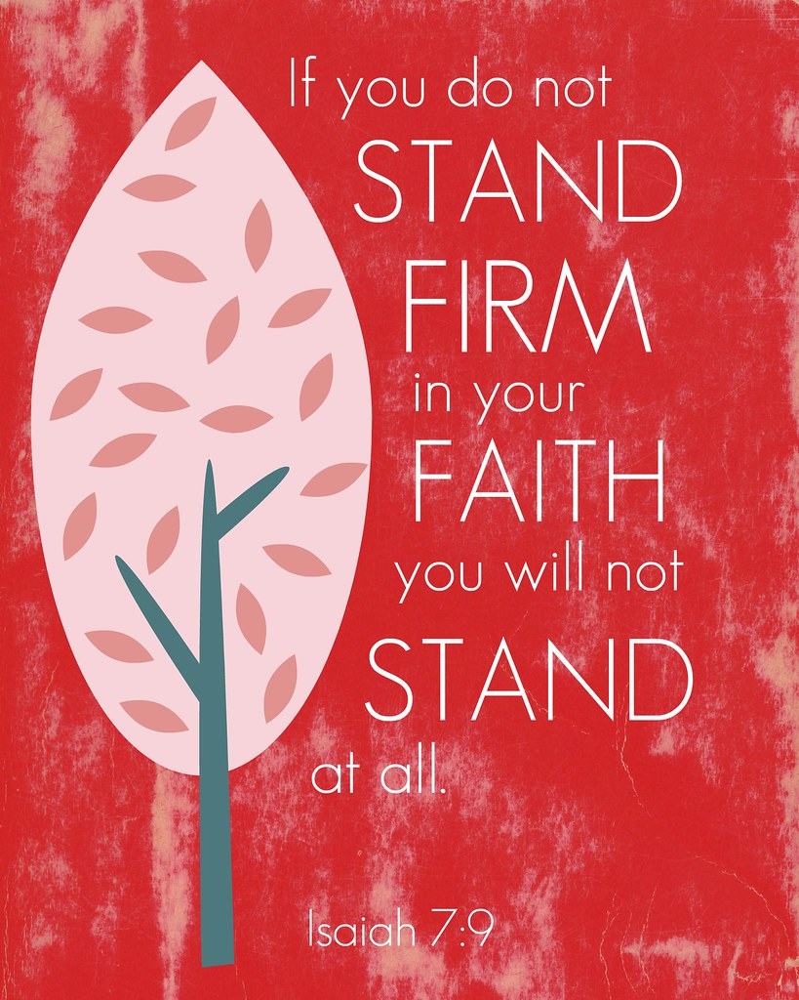 If you do not
STAND
FIRM
in your
FAITH
you will not
STAND
at all.
Isaiah 7:9